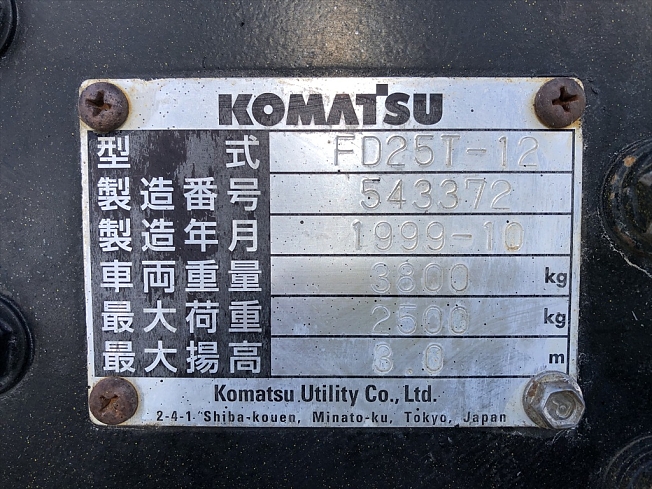 KOMATSU
型式 FD25T-12
製造番号 543372
製造年月 1999-10
車両重量 3800 kg
最大荷重 2500 kg
最大揚高 3.0 m
Komatsu Utility Co., Ltd.
2-4-1 Shiba-kouen, Minato-ku, Tokyo, Japan